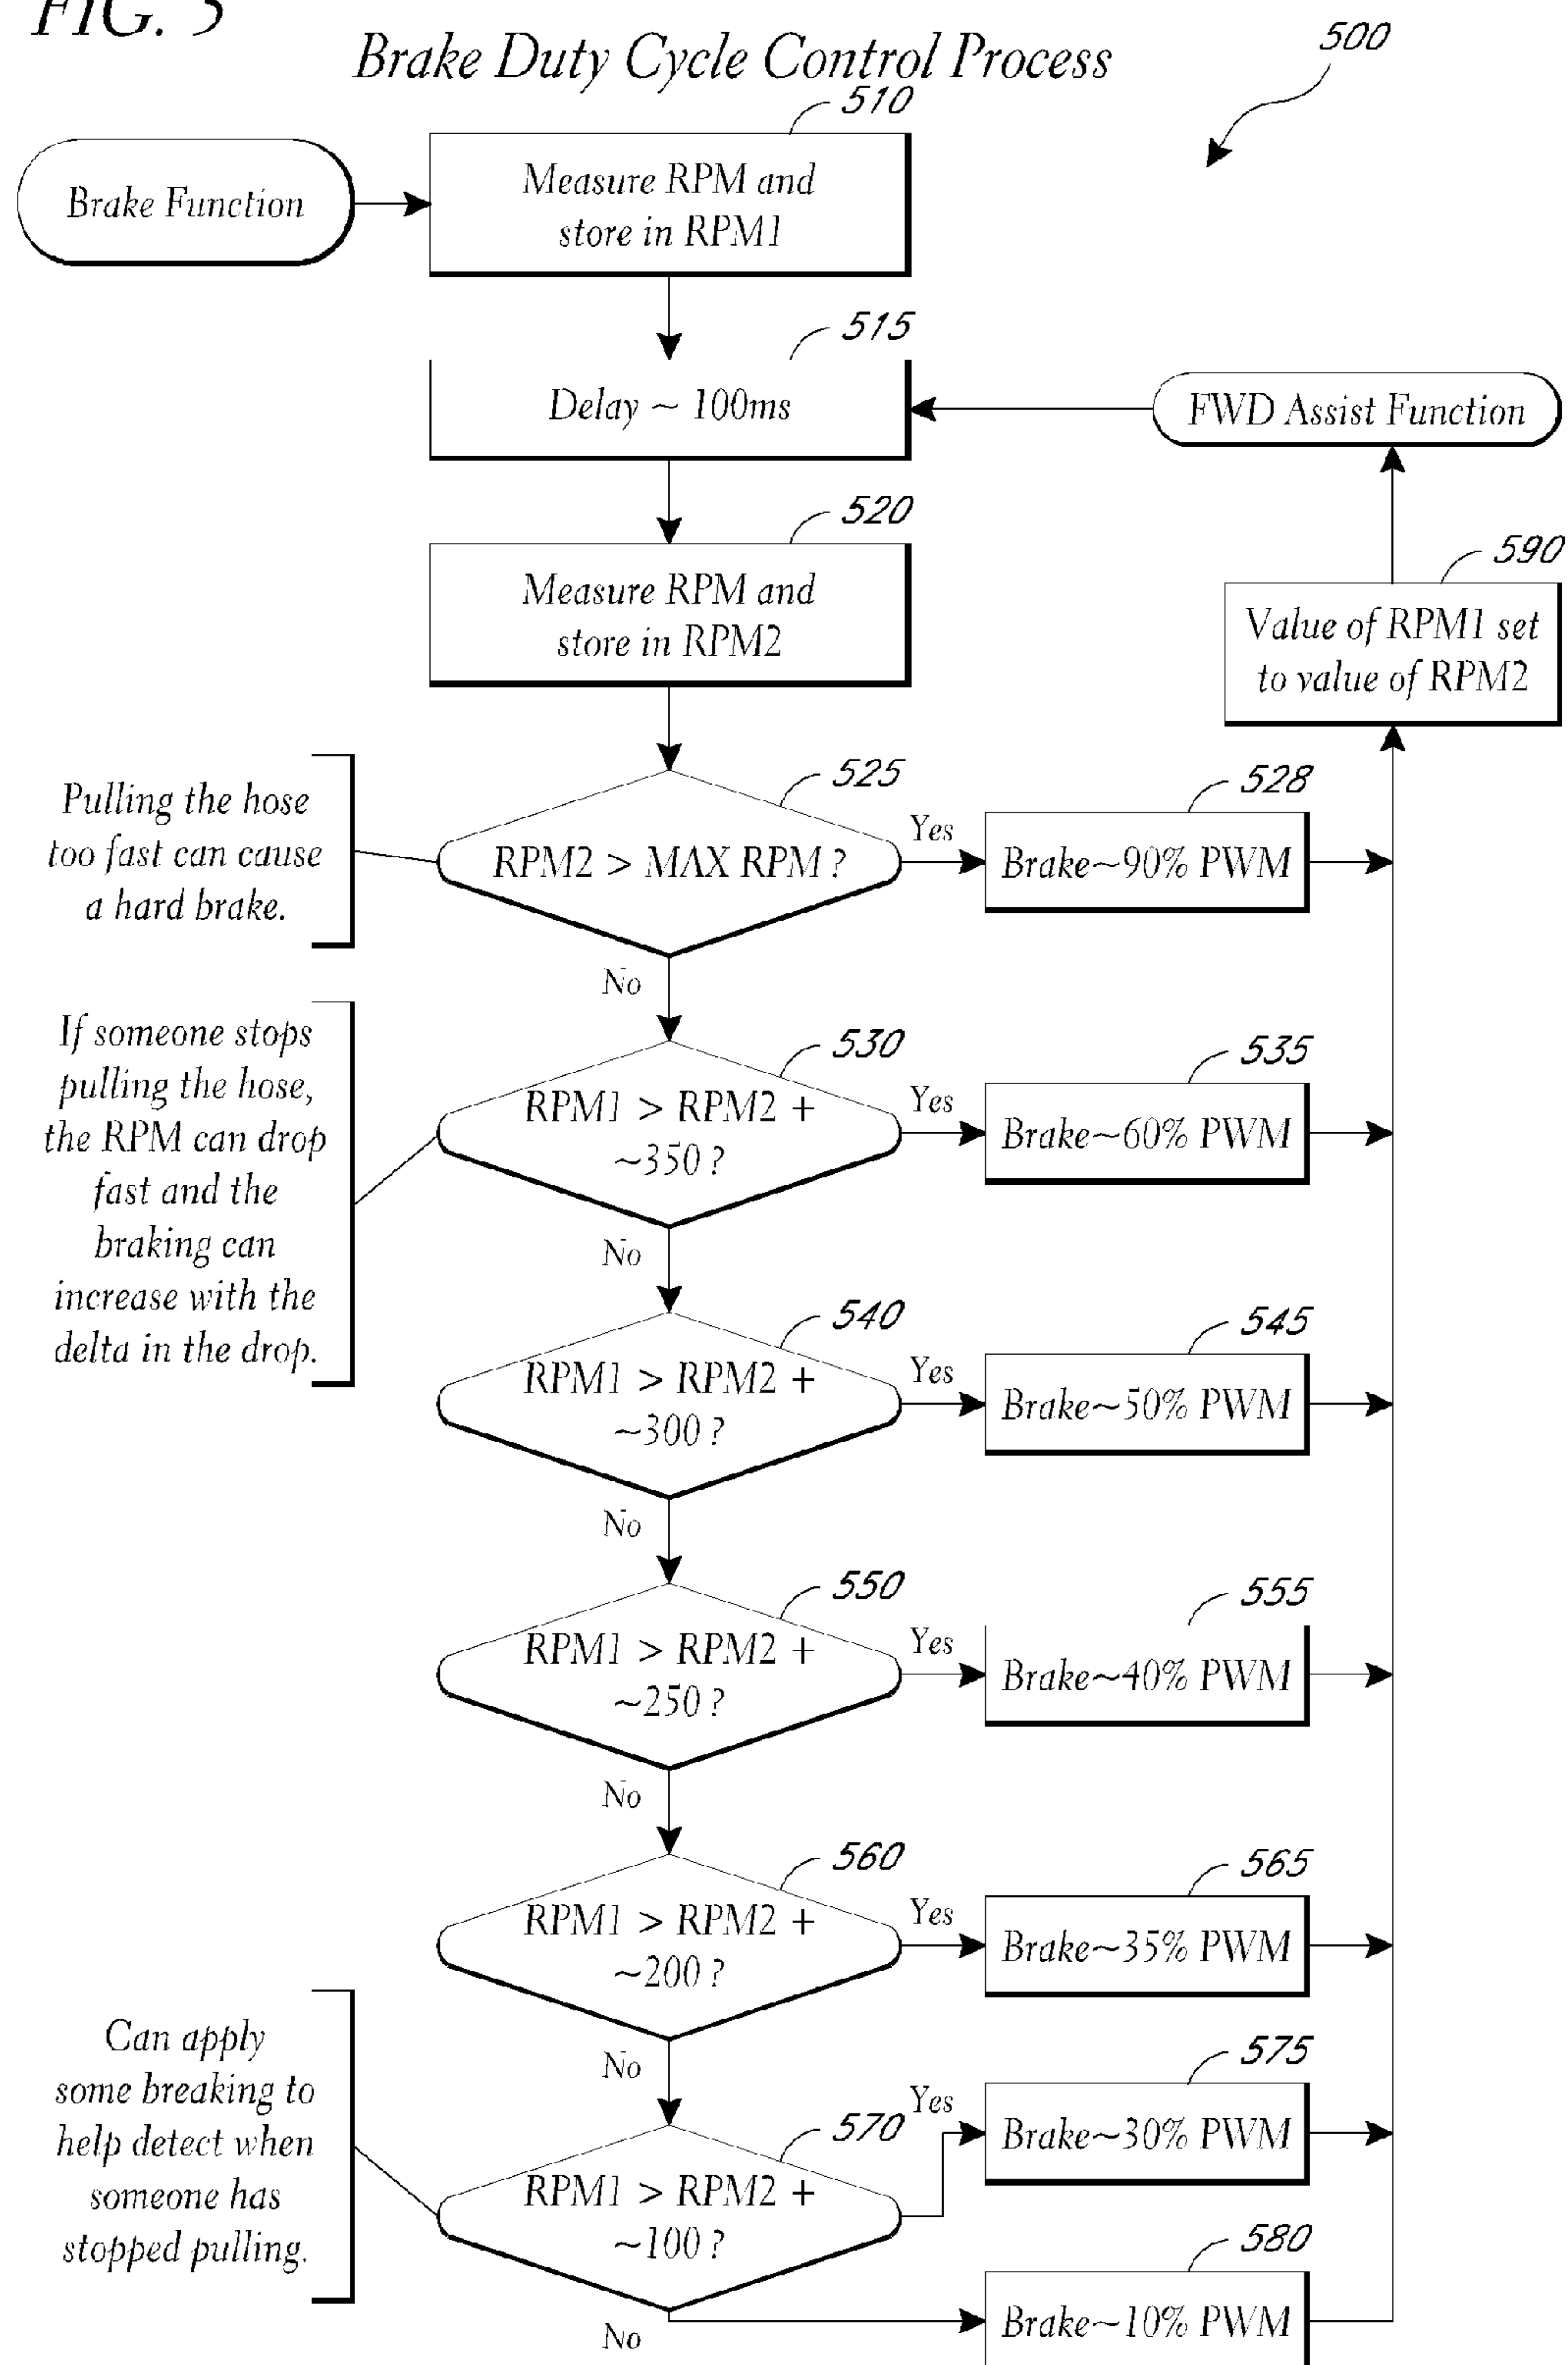 FIG. 5
Brake Duty Cycle Control Process
500
510
Brake Function
Measure RPM and
store in RPM1
515
Delay ~ 100ms
FWD Assist Function
520
Measure RPM and
store in RPM2
590
Value of RPM1 set
to value of RPM2
Pulling the hose
too fast can cause
a hard brake.
525
RPM2 > MAX RPM ?
Yes
528
Brake~90% PWM
No
If someone stops
pulling the hose,
the RPM can drop
fast and the
braking can
increase with the
delta in the drop.
530
RPM1 > RPM2 +
~350 ?
Yes
535
Brake~60% PWM
No
540
RPM1 > RPM2 +
~300 ?
Yes
545
Brake~50% PWM
No
550
RPM1 > RPM2 +
~250 ?
Yes
555
Brake~40% PWM
No
560
RPM1 > RPM2 +
~200 ?
Yes
565
Brake~35% PWM
No
Can apply
some breaking to
help detect when
someone has
stopped pulling.
570
RPM1 > RPM2 +
~100 ?
Yes
575
Brake~30% PWM
No
580
Brake~10% PWM